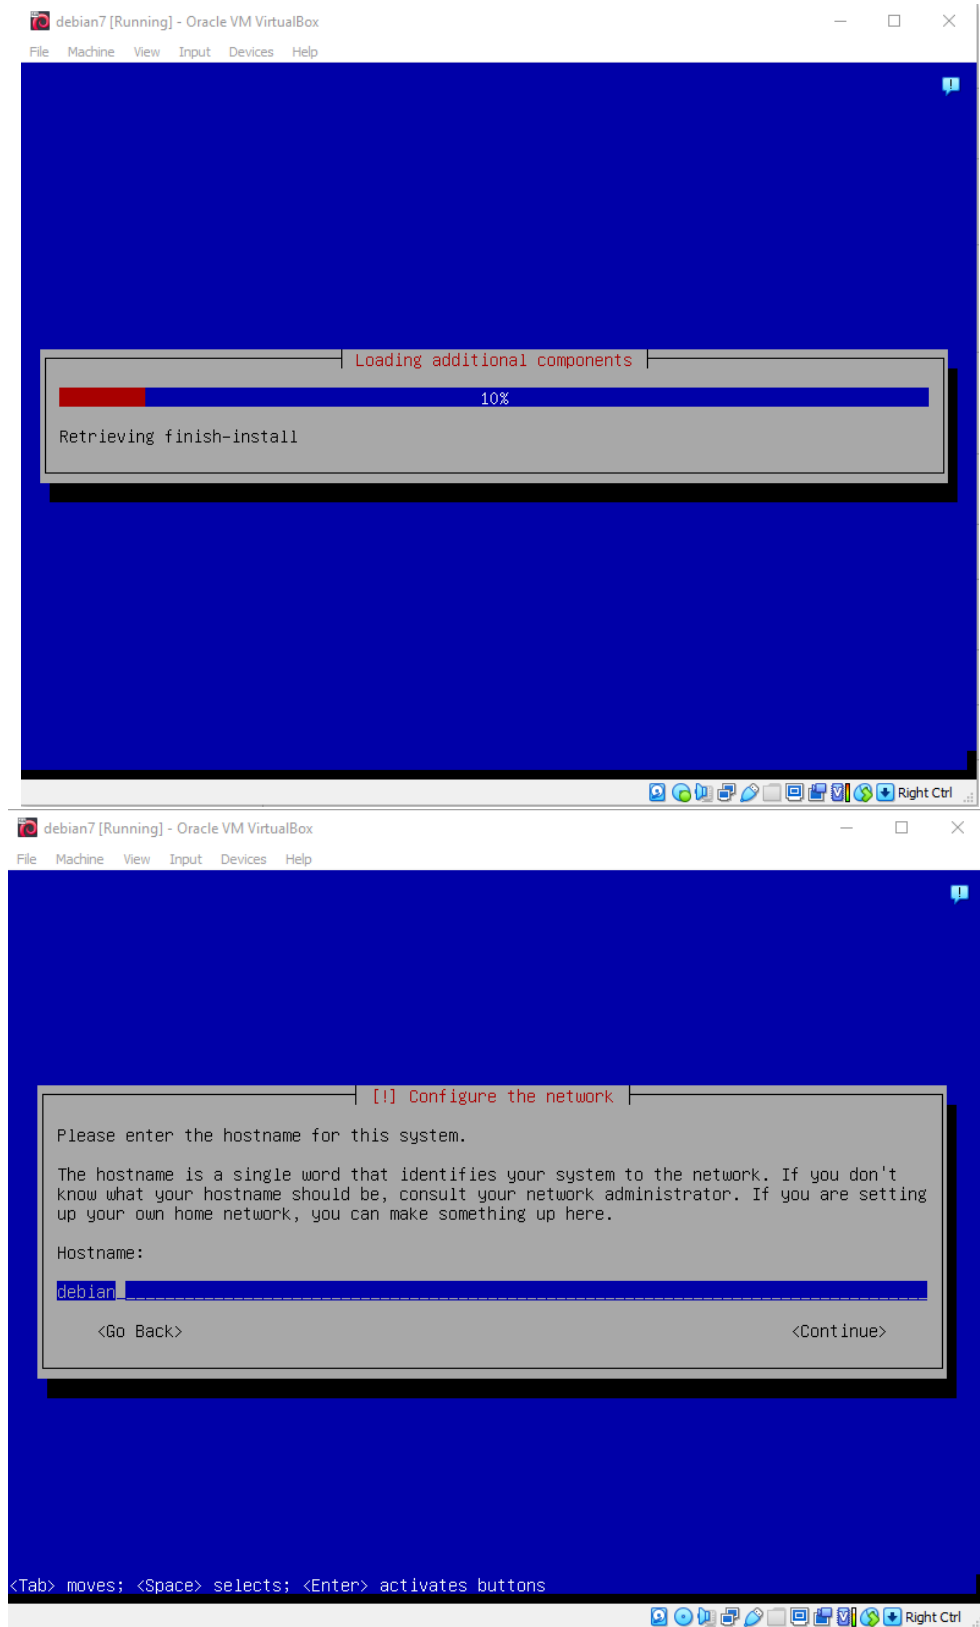 debian7 [Running] - Oracle VM VirtualBox
File Machine View Input Devices Help
Loading additional components
10%
Retrieving finish-install
Right Ctrl
debian7 [Running] - Oracle VM VirtualBox
File Machine View Input Devices Help
[!] Configure the network
Please enter the hostname for this system.
The hostname is a single word that identifies your system to the network. If you don't
know what your hostname should be, consult your network administrator. If you are setting
up your own home network, you can make something up here.
Hostname:
debian
<Go Back> <Continue>
<Tab> moves; <Space> selects; <Enter> activates buttons
Right Ctrl